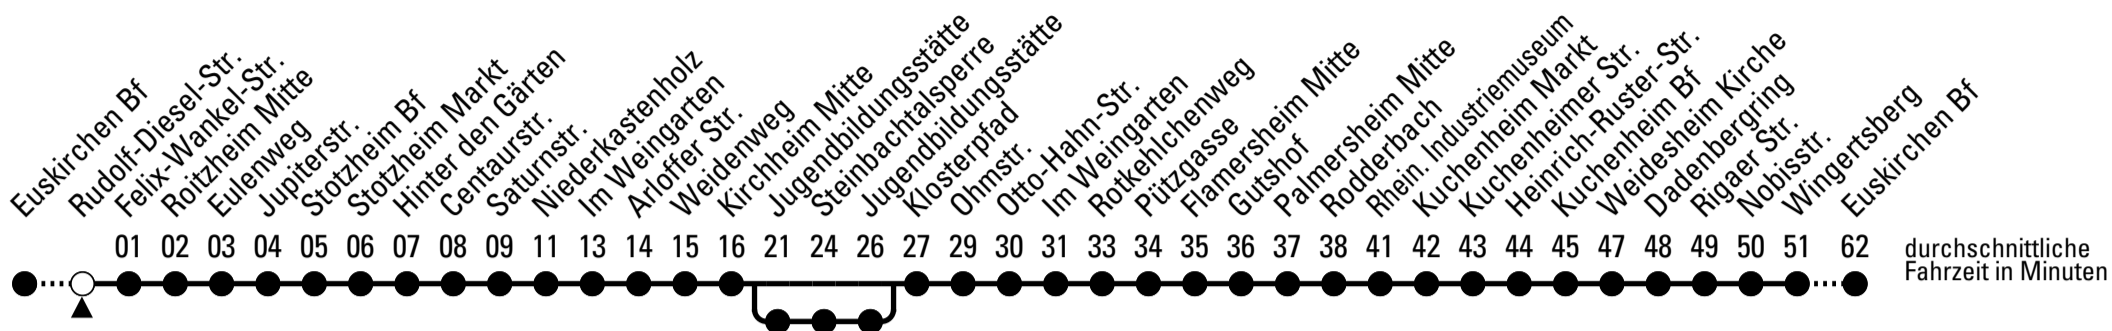 Euskirchen Bf
Rudolf-Diesel-Str.
Felix-Wankel-Str.
Roitzheim Mitte
Eulenweg
Jupiterstr.
Stotzheim Bf
Stotzheim Markt
Hinter den Gärten
Centaurstr.
Saturnstr.
Niederkastenholz
Im Weingarten
Arloffer Str.
Weidenweg
Kirchheim Mitte
Jugendbildungsstätte
Steinbachtalsperre
Jugendbildungsstätte
Klosterpfad
Ohmstr.
Otto-Hahn-Str.
Im Weingarten
Rotkehlchenweg
Pützgasse
Flamersheim Mitte
Gutshof
Palmersheim Mitte
Rodderbach
Rhein. Industriemuseum
Kuchenheim Markt
Kuchenheimer Str.
Heinrich-Ruster-Str.
Kuchenheim Bf
Weidesheim Kirche
Dadenbergring
Rigaer Str.
Nobisstr.
Wingertsberg
Euskirchen Bf
01 02 03 04 05 06 07 08 09 11 13 14 15 16 21 24 26 27 29 30 31 33 34 35 36 37 38 41 42 43 44 45 47 48 49 50 51 62
durchschnittliche
Fahrzeit in Minuten